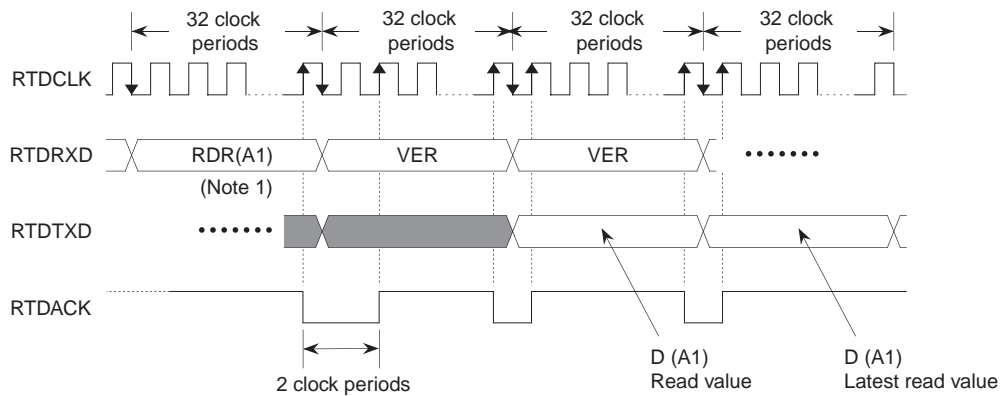 32 clock
periods
32 clock
periods
32 clock
periods
32 clock
periods
RTDCLK
RTDRXD
RDR(A1)
VER
VER
(Note 1)
RTDTXD
RTDACK
2 clock periods
D (A1)
Read value
D (A1)
Latest read value